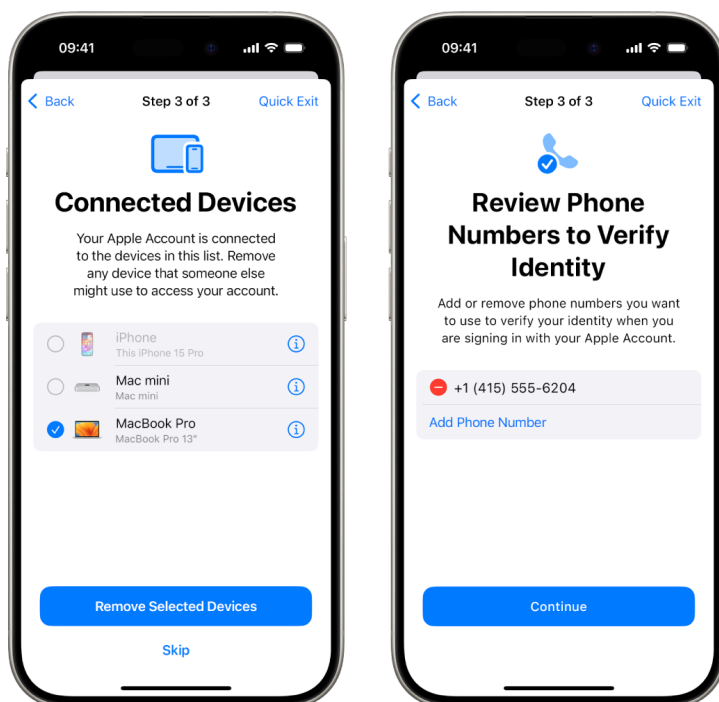 09:41
Back
Step 3 of 3
Quick Exit
Connected Devices
Your Apple Account is connected
to the devices in this list. Remove
any device that someone else
might use to access your account.
iPhone
This iPhone 15 Pro
Mac mini
Mac mini
MacBook Pro
MacBook Pro 13"
Remove Selected Devices
Skip
09:41
Back
Step 3 of 3
Quick Exit
Review Phone
Numbers to Verify
Identity
Add or remove phone numbers you want
to use to verify your identity when you
are signing in with your Apple Account.
+1 (415) 555-6204
Add Phone Number
Continue